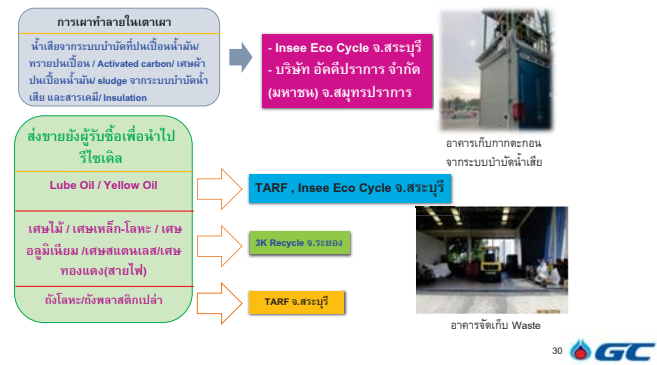 การเผาทำลายในเตาเผา
น้ำเสียจากระบบบำบัดที่ปนเปื้อนน้ำมัน/
ทรายปนเปื้อน / Activated carbon/ เศษผ้า
ปนเปื้อนน้ำมัน/ sludge จากระบบบำบัดน้ำ
เสีย และสารเคมี/ Insulation
- Insee Eco Cycle จ.สระบุรี
- บริษัท อัคคีปราการ จำกัด
(มหาชน) จ.สมุทรปราการ
อาคารเก็บกากตะกอน
จากระบบบำบัดน้ำเสีย
ส่งขายยังผู้รับซื้อเพื่อนำไป
รีไซเคิล
Lube Oil / Yellow Oil
TARF , Insee Eco Cycle จ.สระบุรี
เศษไม้ / เศษเหล็ก-โลหะ / เศษ
อลูมิเนียม /เศษสแตนเลส/เศษ
ทองแดง(สายไฟ)
3K Recycle จ.ระยอง
ถังโลหะ/ถังพลาสติกเปล่า
TARF จ.สระบุรี
อาคารจัดเก็บ Waste
30
GC